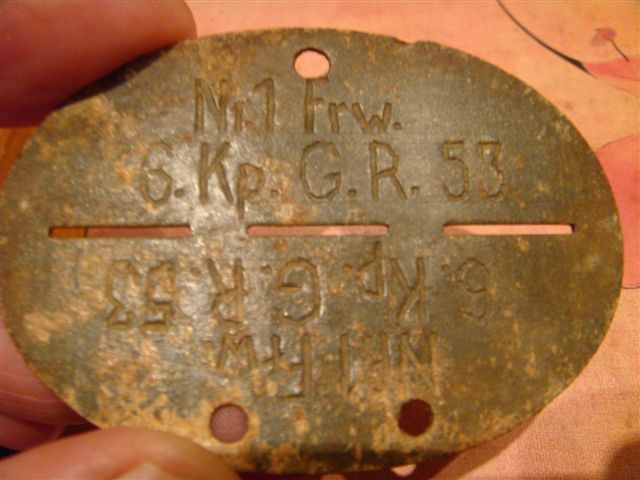 Nr.1 Frw.
6. Kp. G.R. 53.
6. Kp. G.R. 53
Nr.1 Frw.